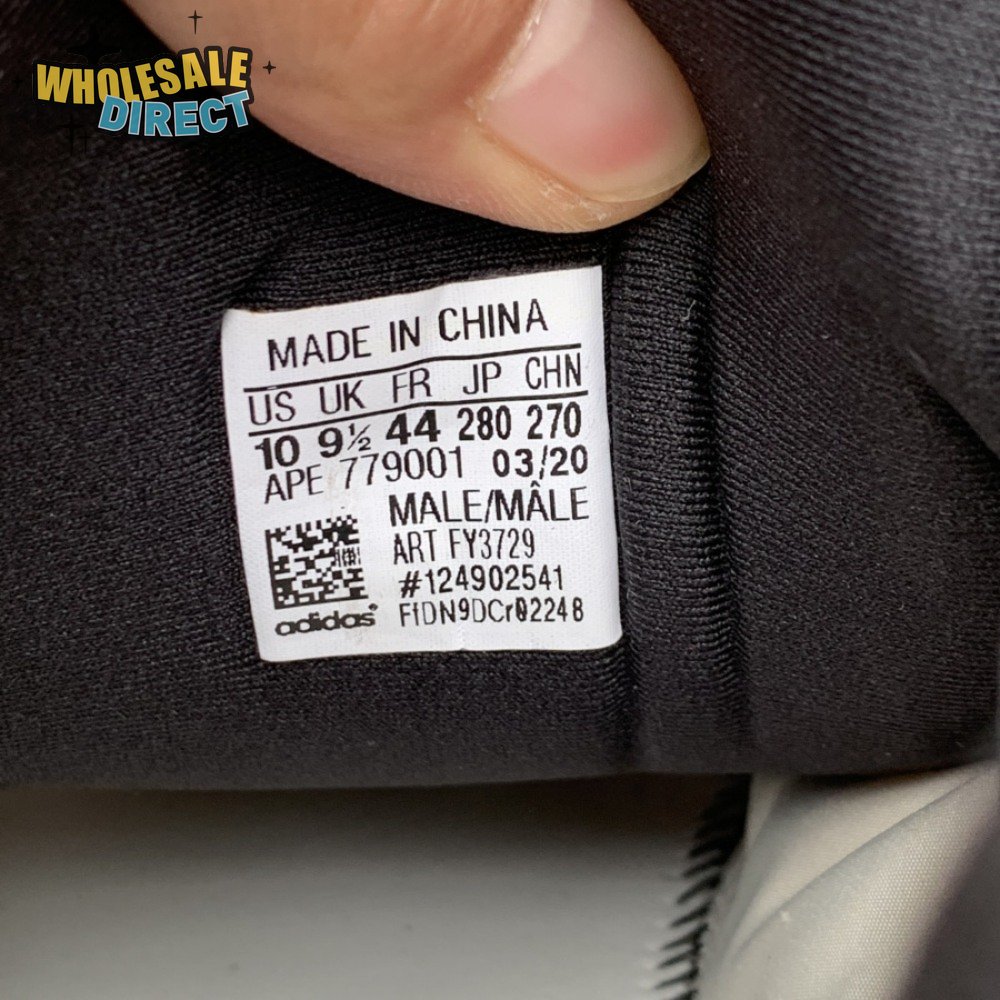 WHOLESALE
DIRECT
MADE IN CHINA
US UK FR JP CHN
10 9½ 44 280 270
APE 779001 03/20
MALE/MÂLE
ART FY3729
#124902541
adidas®